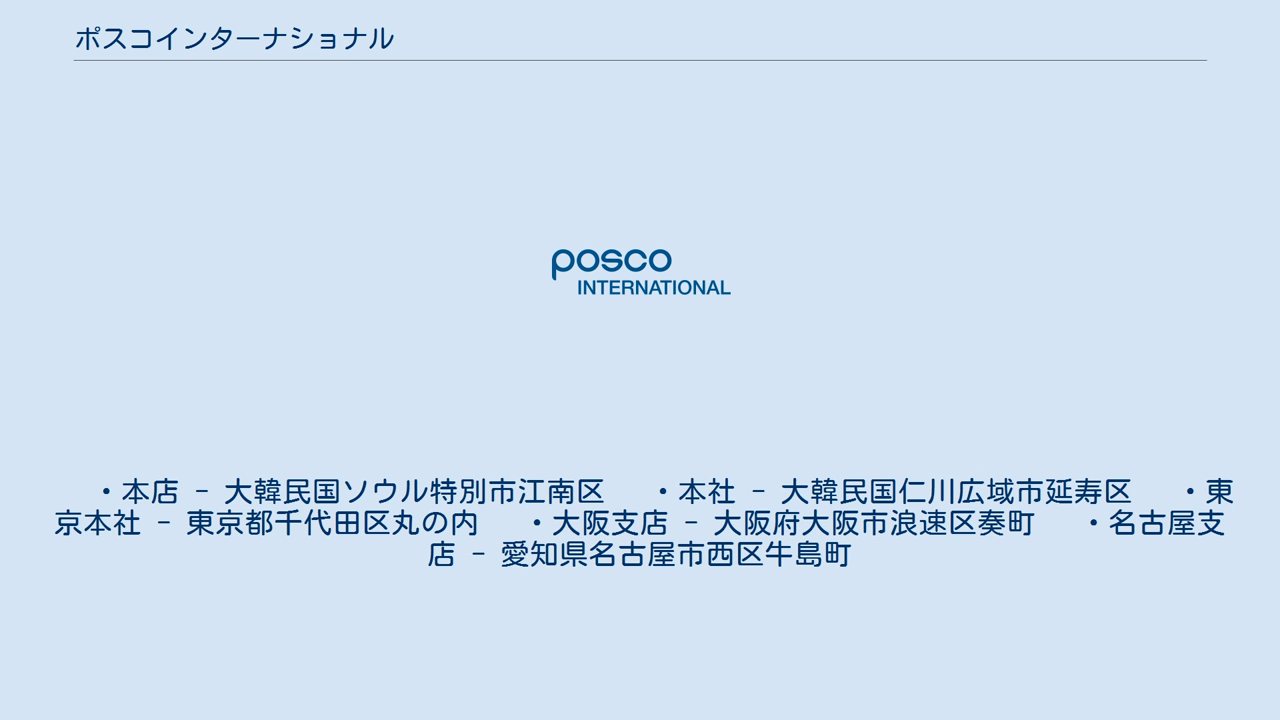 ポスコインターナショナル
posco
INTERNATIONAL
・本店 － 大韓民国ソウル特別市江南区　・本社 － 大韓民国仁川広域市延寿区　・東
京本社 － 東京都千代田区丸の内　・大阪支店 － 大阪府大阪市浪速区奏町　・名古屋支
店 － 愛知県名古屋市西区牛島町